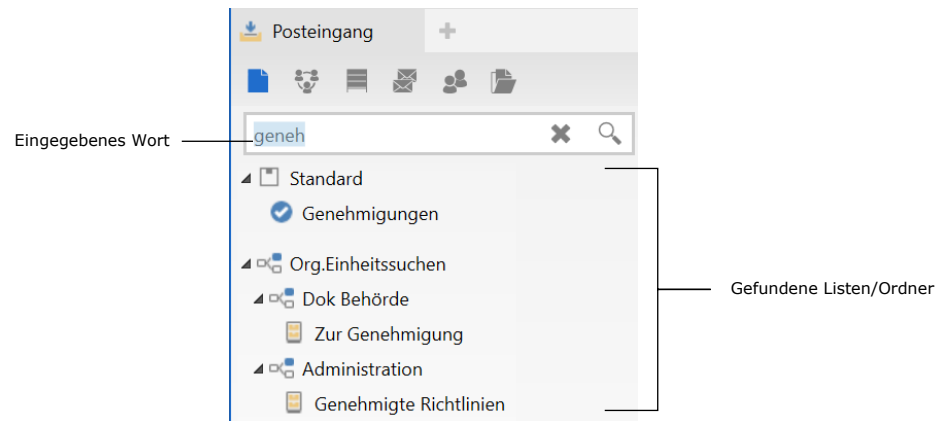 Posteingang
Eingegebenes Wort
geneh
Standard
Genehmigungen
Org.Einheitssuchen
Gefundene Listen/Ordner
Dok Behörde
Zur Genehmigung
Administration
Genehmigte Richtlinien